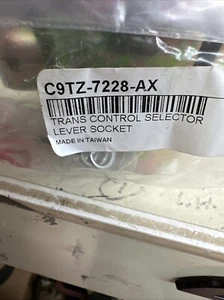 C9TZ-7228-AX
TRANS CONTROL SELECTOR
LEVER SOCKET
MADE IN TAIWAN